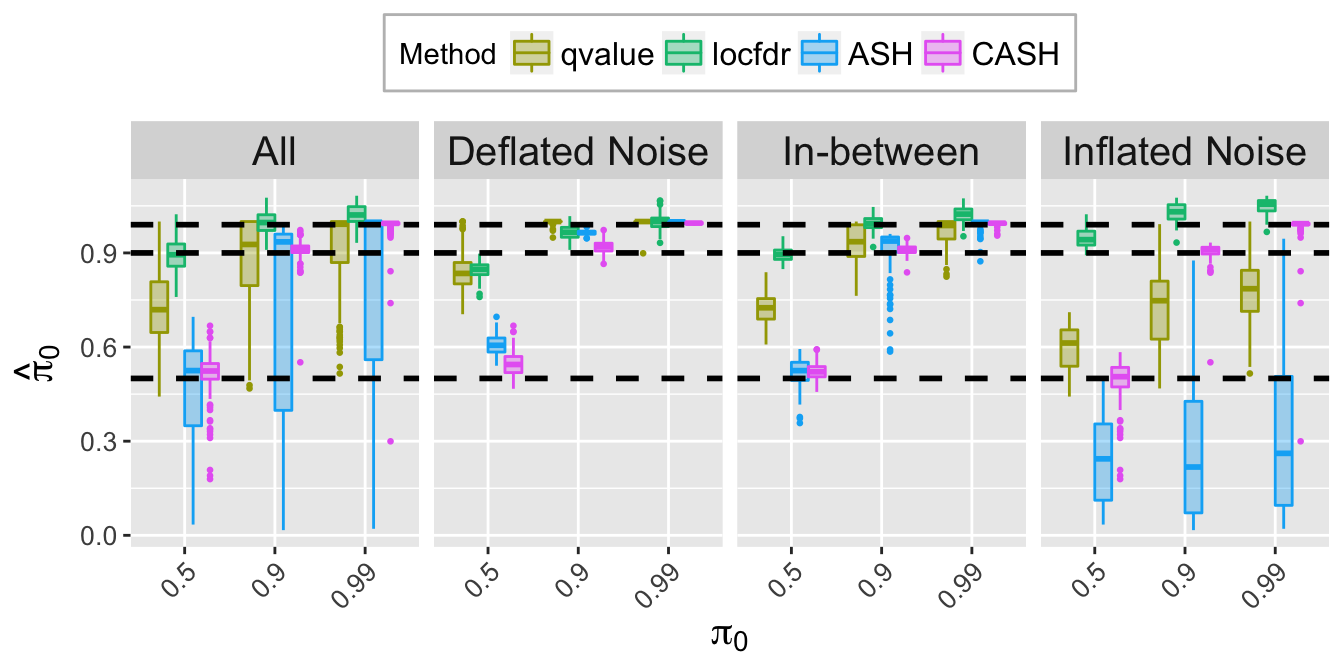 Method qvalue locfdr ASH CASH
All Deflated Noise In-between Inflated Noise
0.9
0.6
0.3
0.0
π̂0
0.5 0.9 0.99 0.5 0.9 0.99 0.5 0.9 0.99 0.5 0.9 0.99
π0